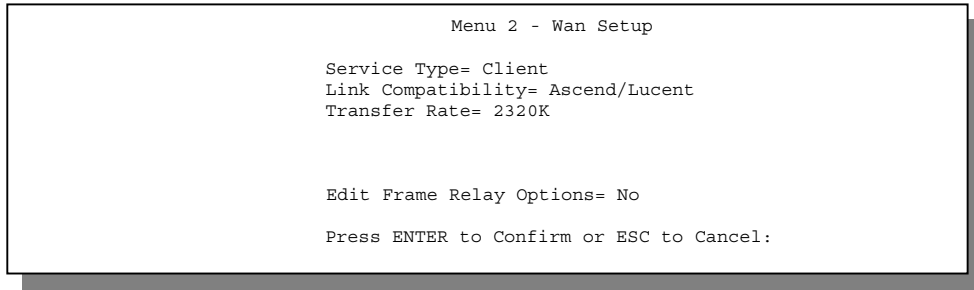 Menu 2 - Wan Setup
Service Type= Client
Link Compatibility= Ascend/Lucent
Transfer Rate= 2320K
Edit Frame Relay Options= No
Press ENTER to Confirm or ESC to Cancel: